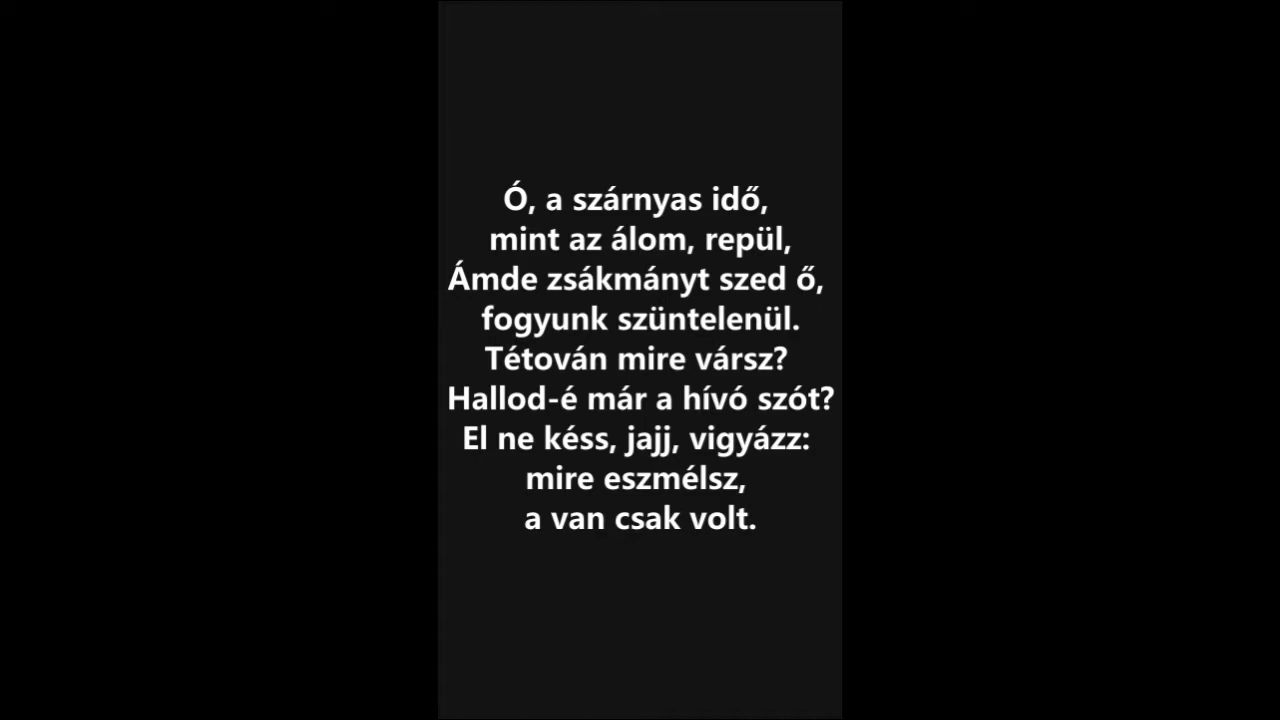 Ó, a szárnyas idő,
mint az álom, repül,
Ámde zsákmányt szed ő,
fogyunk szüntelenül.
Tétován mire vársz?
Hallod-é már a hívó szót?
El ne késs, jajj, vigyázz:
mire eszmélsz,
a van csak volt.